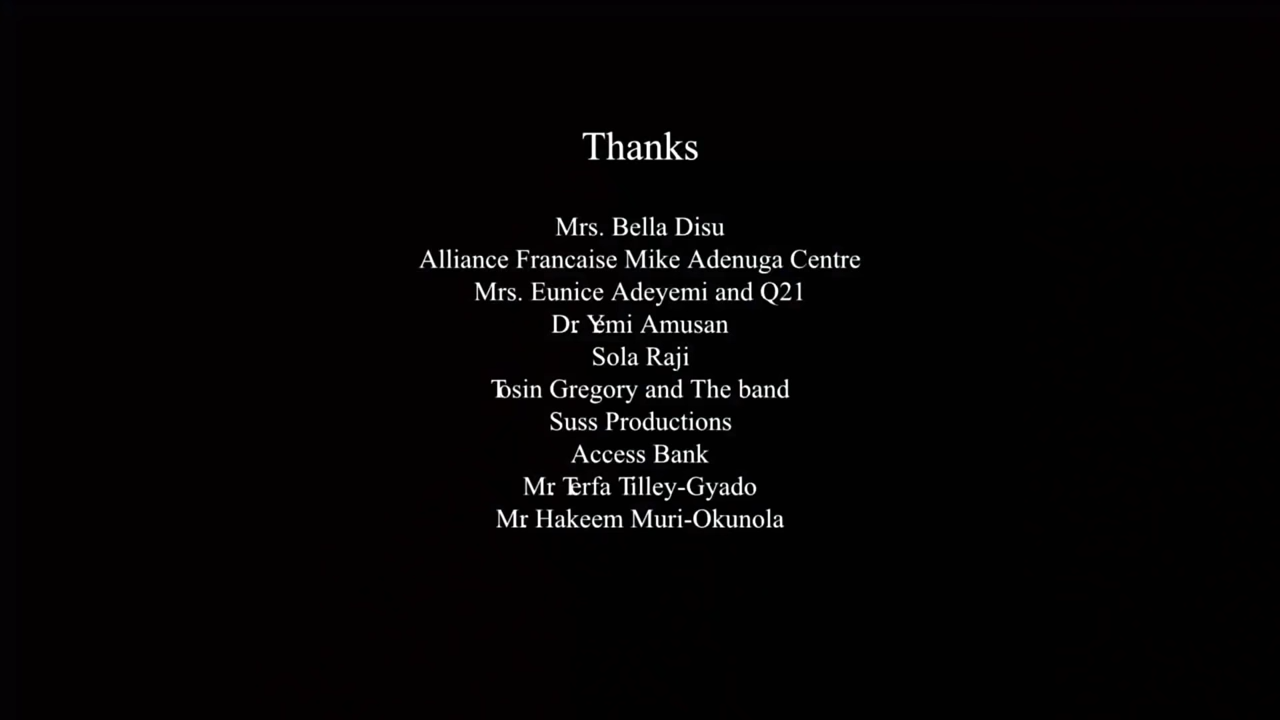 Thanks
Mrs. Bella Disu
Alliance Francaise Mike Adenuga Centre
Mrs. Eunice Adeyemi and Q21
Dr. Yemi Amusan
Sola Raji
Tosin Gregory and The band
Suss Productions
Access Bank
Mr. Terfa Tilley-Gyado
Mr. Hakeem Muri-Okunola